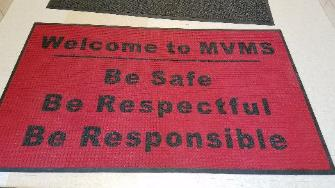 Welcome to MVMS
Be Safe
Be Respectful
Be Responsible